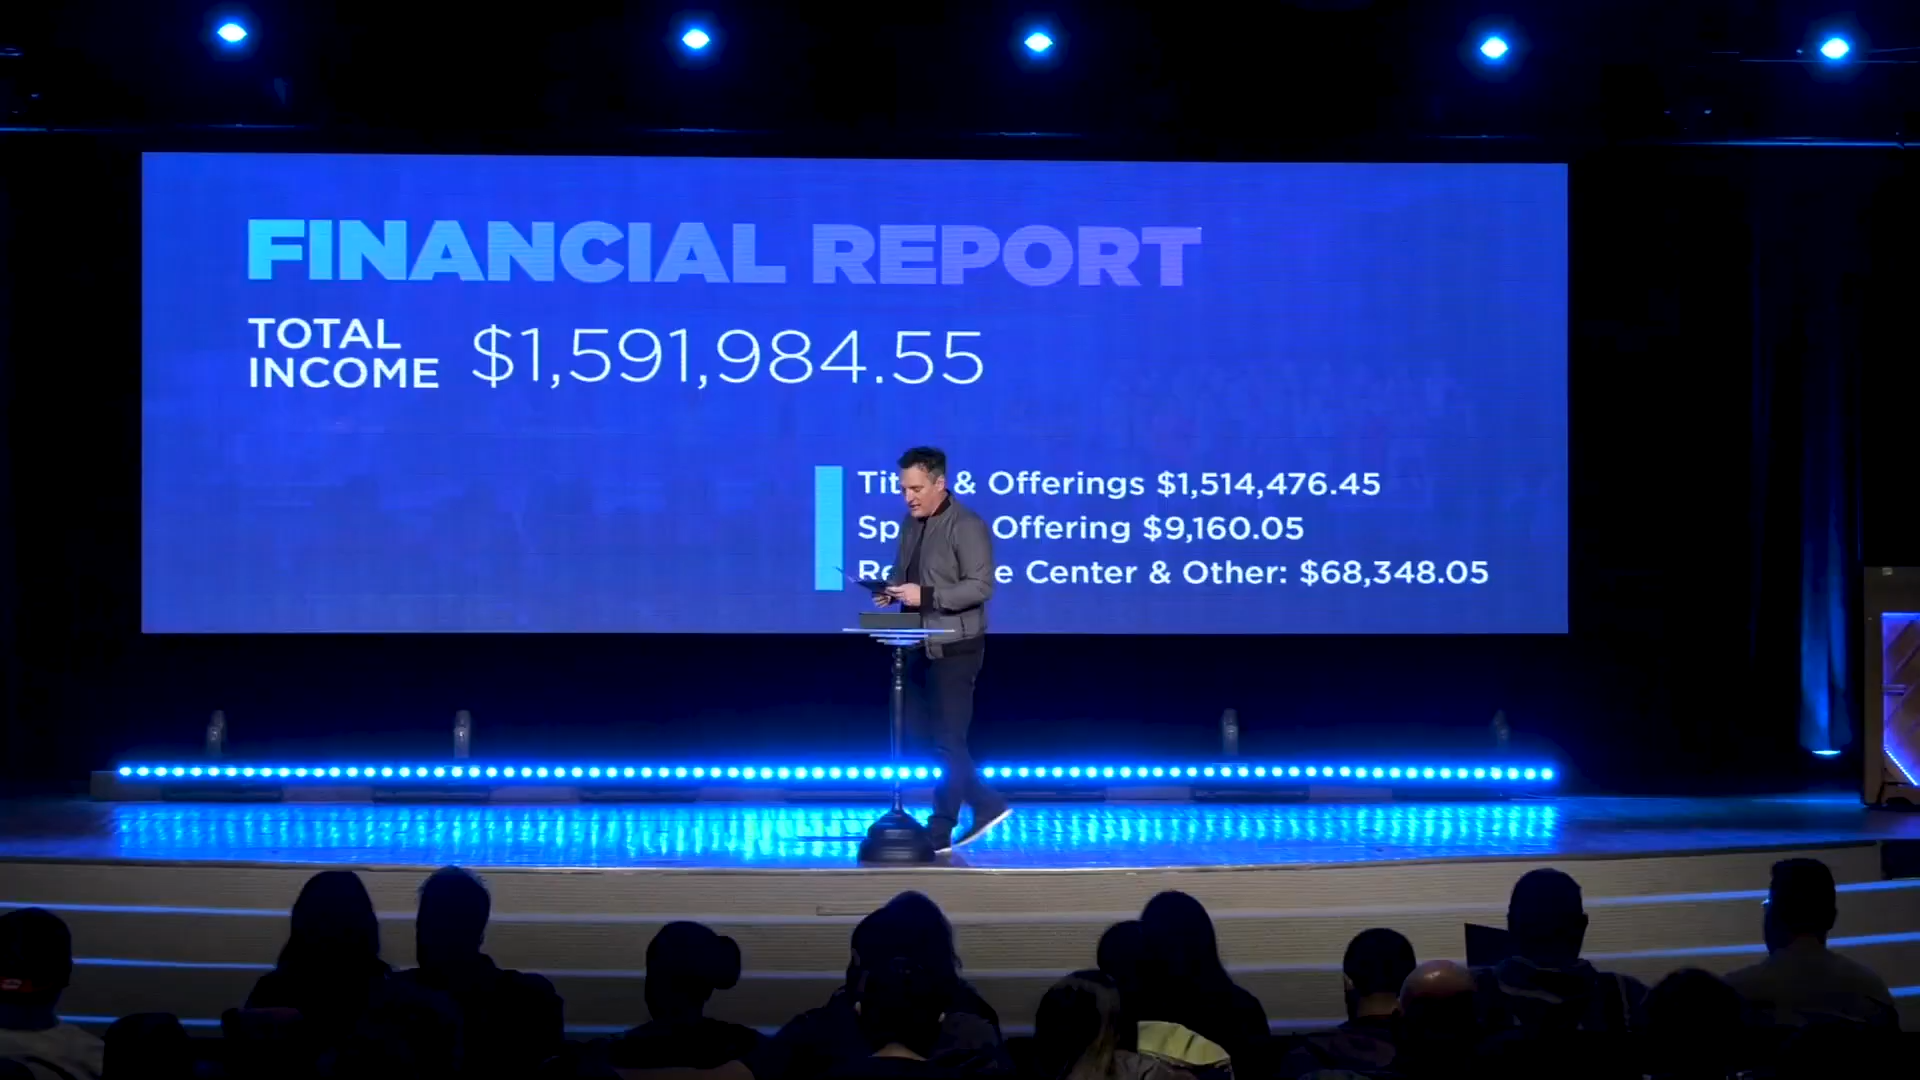 FINANCIAL REPORT
TOTAL
INCOME $1,591,984.55
& Offerings $1,514,476.45
Offering $9,160.05
Center & Other: $68,348.05